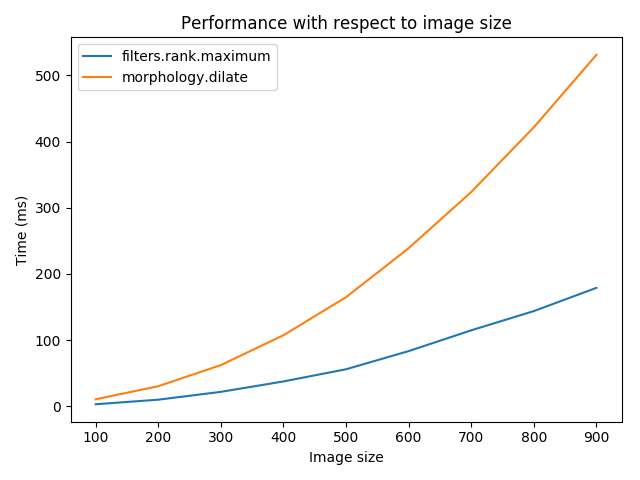 Performance with respect to image size
filters.rank.maximum
morphology.dilate
Time (ms)
500
400
300
200
100
0
100 200 300 400 500 600 700 800 900
Image size